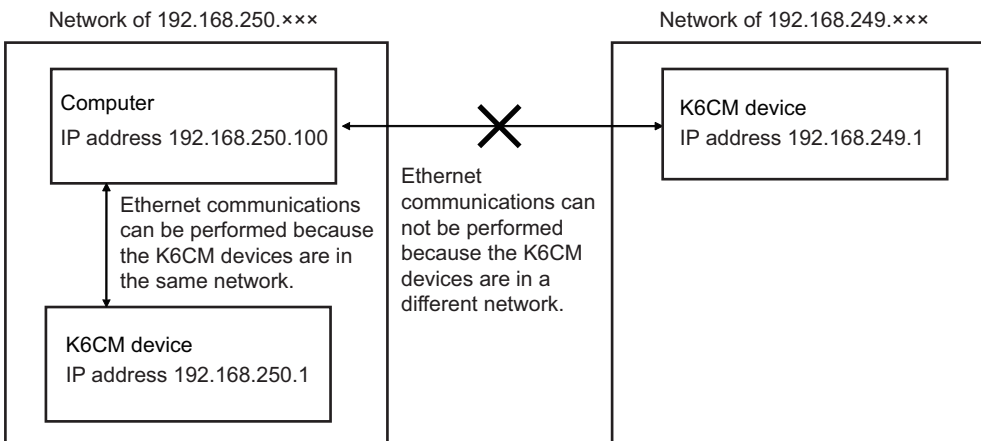 Network of 192.168.250.×××
Network of 192.168.249.×××
Computer
IP address 192.168.250.100
K6CM device
IP address 192.168.249.1
Ethernet communications
can be performed because
the K6CM devices are in
the same network.
Ethernet
communications can
not be performed
because the K6CM
devices are in a
different network.
K6CM device
IP address 192.168.250.1